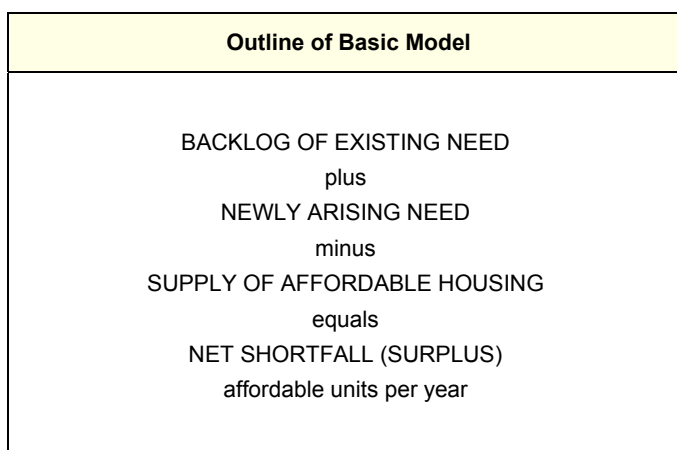 Outline of Basic Model
BACKLOG OF EXISTING NEED
plus
NEWLY ARISING NEED
minus
SUPPLY OF AFFORDABLE HOUSING
equals
NET SHORTFALL (SURPLUS)
affordable units per year